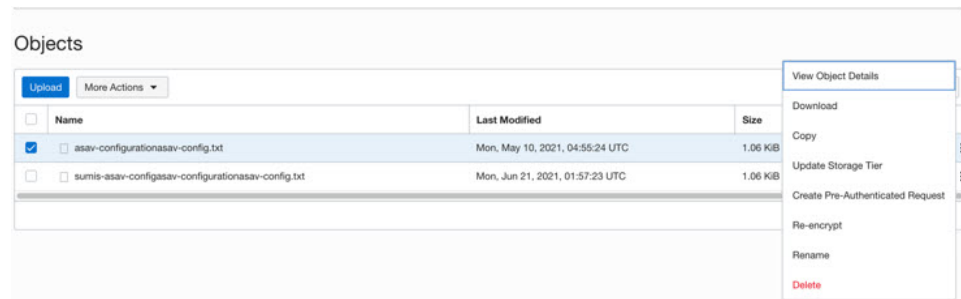 Objects
Upload More Actions
Name Last Modified Size
asav-configurationasav-config.txt Mon, May 10, 2021, 04:55:24 UTC 1.06 KiB
sumis-asav-configasav-configurationasav-config.txt Mon, Jun 21, 2021, 01:57:23 UTC 1.06 KiB
View Object Details
Download
Copy
Update Storage Tier
Create Pre-Authenticated Request
Re-encrypt
Rename
Delete